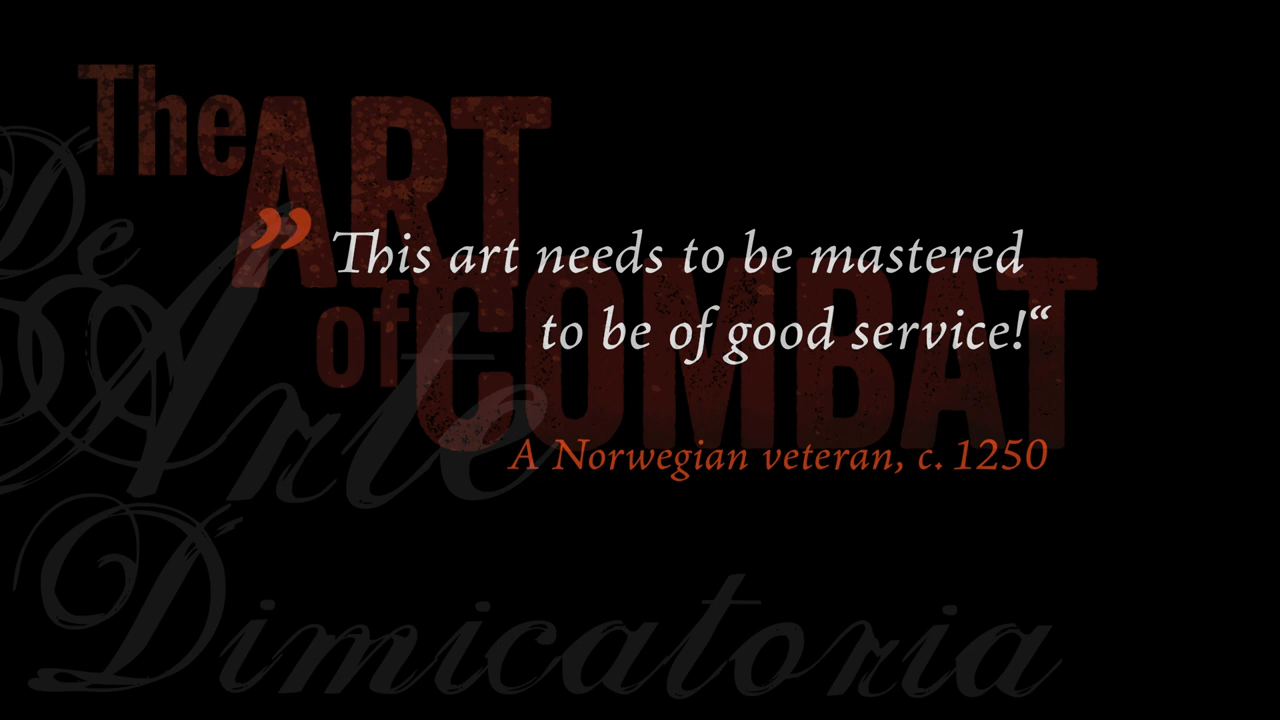 The ART
of COMBAT
”This art needs to be mastered
to be of good service!“
A Norwegian veteran, c. 1250
De
Arte
Dimicatoria